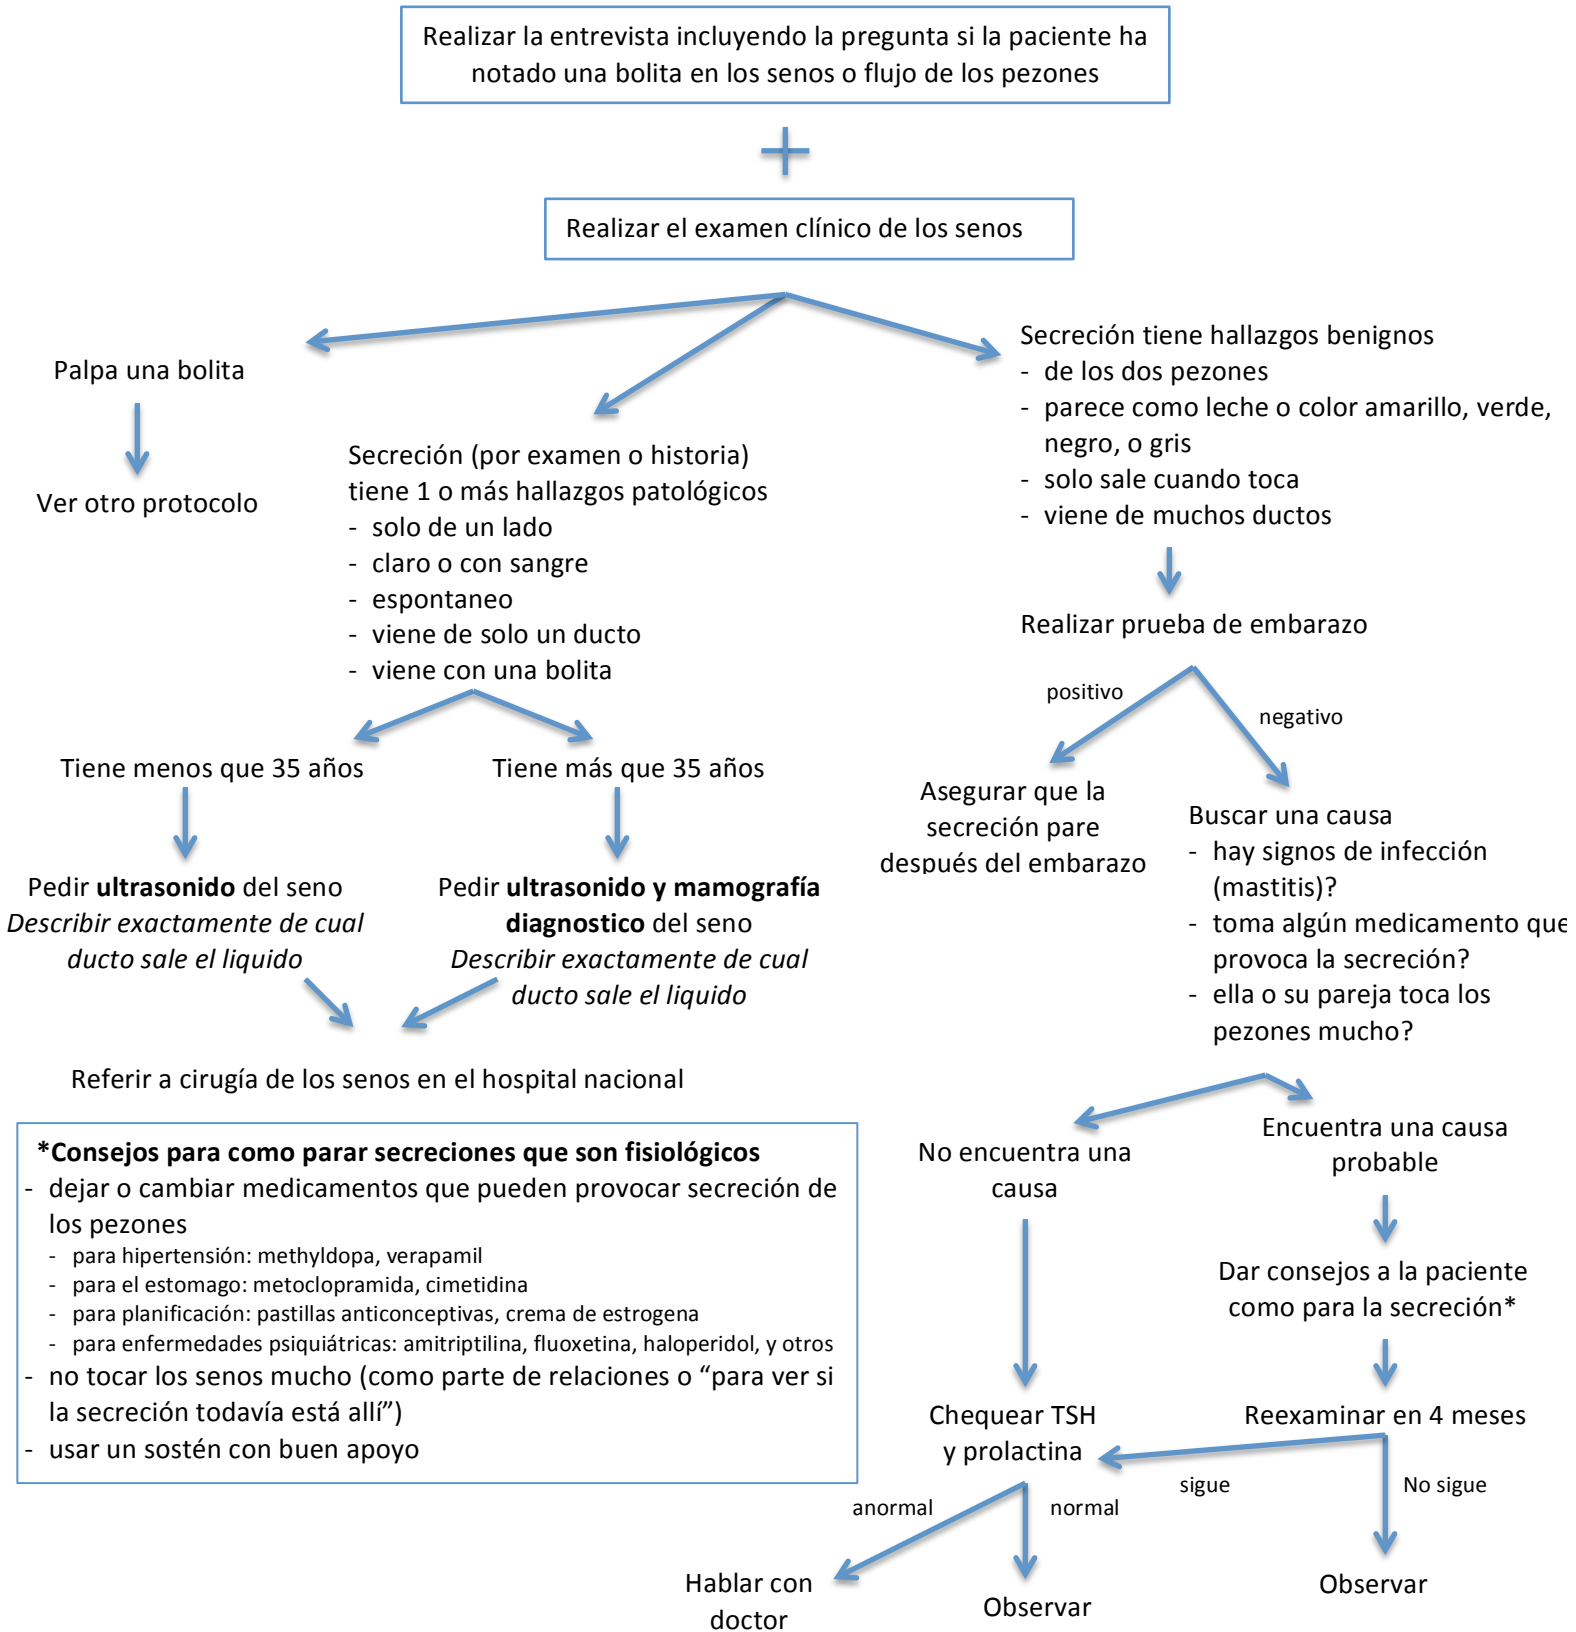 Realizar la entrevista incluyendo la pregunta si la paciente ha
notado una bolita en los senos o flujo de los pezones
Realizar el examen clínico de los senos
Palpa una bolita
Ver otro protocolo
Secreción (por examen o historia)
tiene 1 o más hallazgos patológicos
- solo de un lado
- claro o con sangre
- espontaneo
- viene de solo un ducto
- viene con una bolita
Secreción tiene hallazgos benignos
- de los dos pezones
- parece como leche o color amarillo, verde,
negro, o gris
- solo sale cuando toca
- viene de muchos ductos
Realizar prueba de embarazo
positivo
negativo
Tiene menos que 35 años
Tiene más que 35 años
Pedir ultrasonido del seno
Describir exactamente de cual
ducto sale el liquido
Pedir ultrasonido y mamografía
diagnostico del seno
Describir exactamente de cual
ducto sale el liquido
Referir a cirugía de los senos en el hospital nacional
Asegurar que la
secreción pare
después del embarazo
Buscar una causa
- hay signos de infección
(mastitis)?
- toma algún medicamento que
provoca la secreción?
- ella o su pareja toca los
pezones mucho?
No encuentra una
causa
Encuentra una causa
probable
Dar consejos a la paciente
como para la secreción*
Chequear TSH
y prolactina
Reexaminar en 4 meses
sigue
No sigue
anormal
normal
Hablar con
doctor
Observar
Observar
*Consejos para como parar secreciones que son fisiológicos
- dejar o cambiar medicamentos que pueden provocar secreción de
los pezones
- para hipertensión: methyldopa, verapamil
- para el estomago: metoclopramida, cimetidina
- para planificación: pastillas anticonceptivas, crema de estrogena
- para enfermedades psiquiátricas: amitriptilina, fluoxetina, haloperidol, y otros
- no tocar los senos mucho (como parte de relaciones o “para ver si
la secreción todavía está allí”)
- usar un sostén con buen apoyo